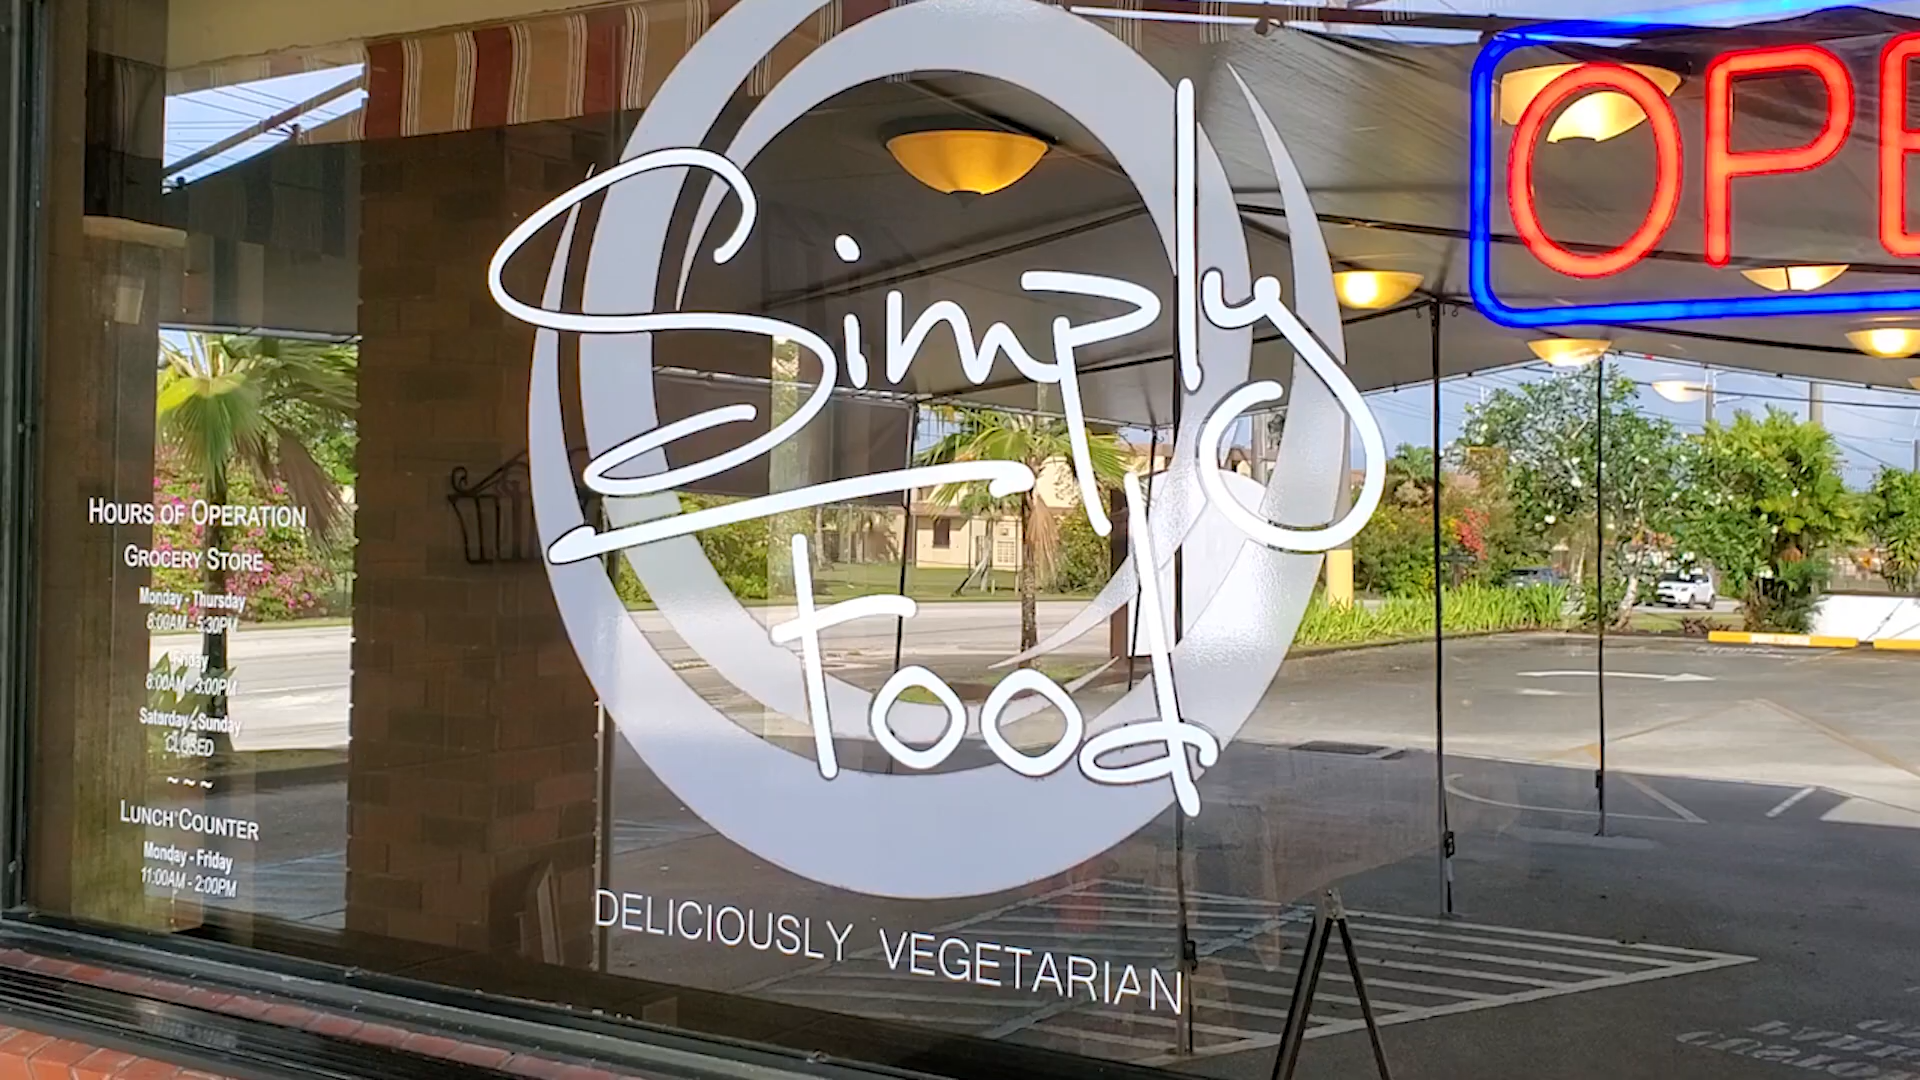 Simply
Food
DELICIOUSLY VEGETARIAN
OPE
HOURS OF OPERATION
GROCERY STORE
Monday - Thursday
8:00AM - 5:30PM
Friday
8:00AM - 3:00PM
Saturday - Sunday
CLOSED
~ ~ ~
LUNCH COUNTER
Monday - Friday
11:00AM - 2:00PM